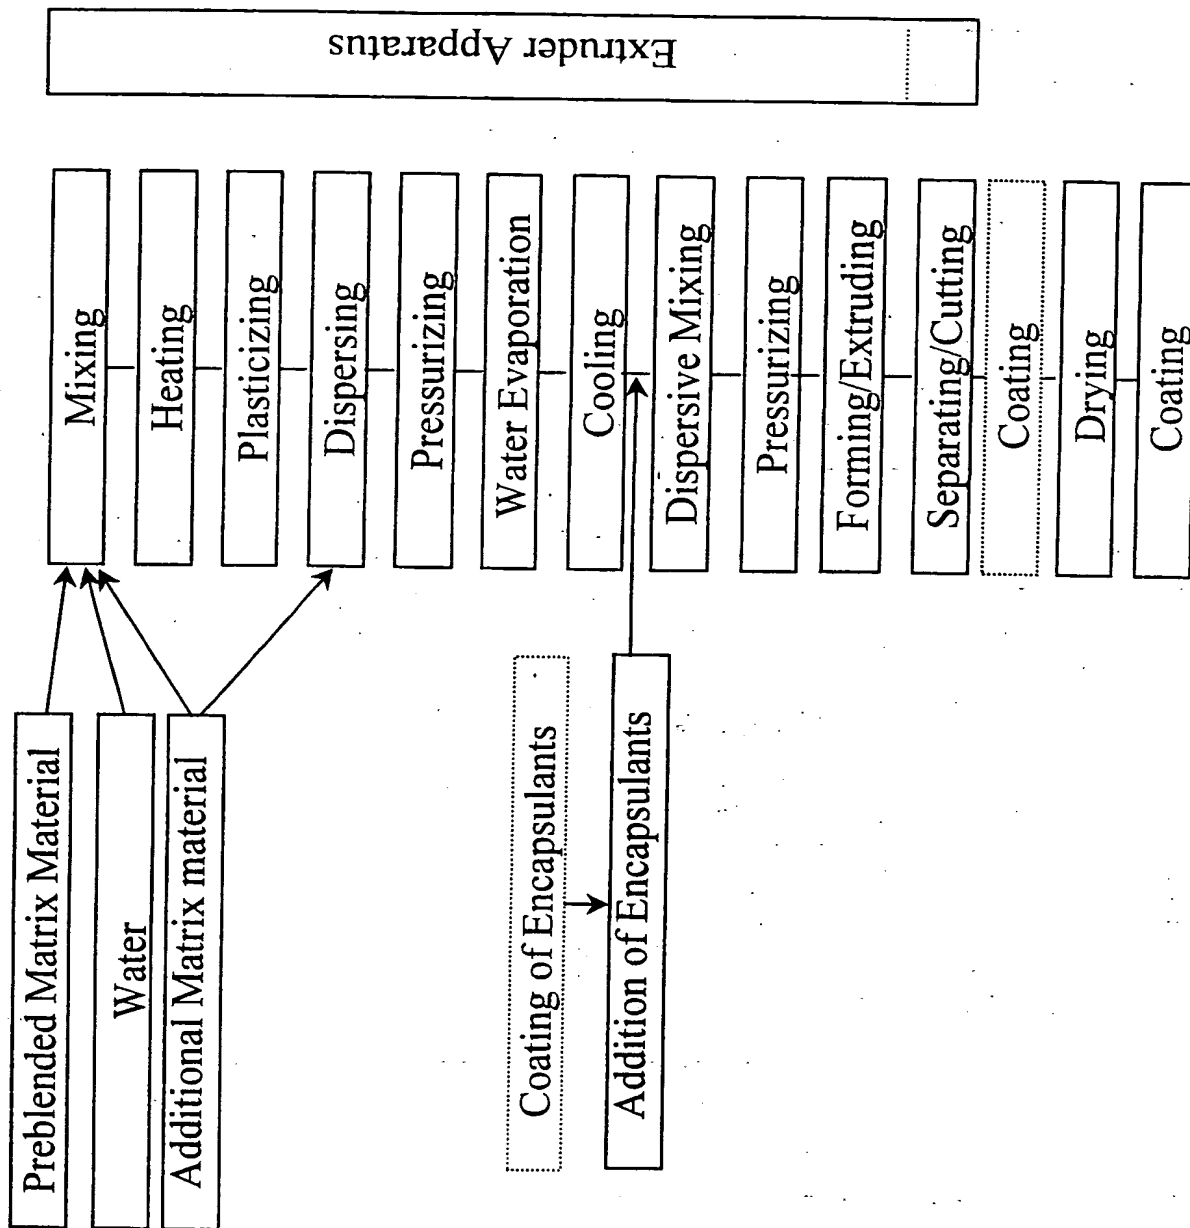 Preblended Matrix Material
Water
Additional Matrix material
Coating of Encapsulants
Addition of Encapsulants
Mixing
Heating
Plasticizing
Dispersing
Pressurizing
Water Evaporation
Cooling
Dispersive Mixing
Pressurizing
Forming/Extruding
Separating/Cutting
Coating
Drying
Coating
Extruder Apparatus